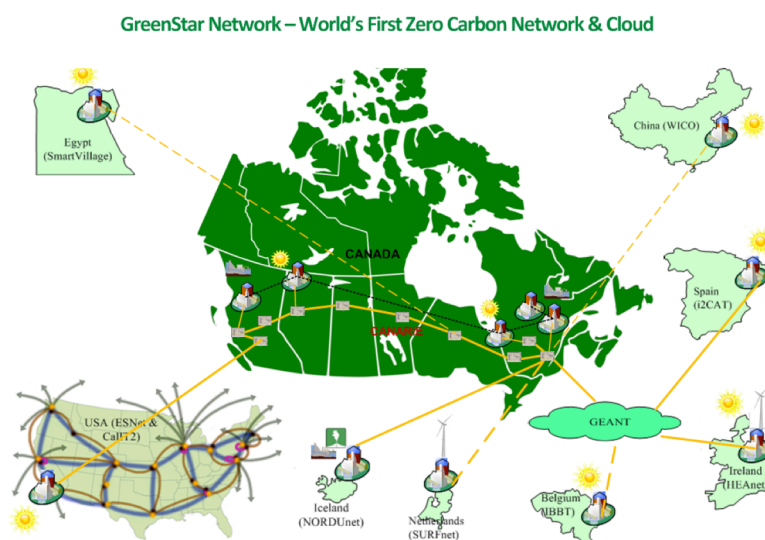 GreenStar Network – World's First Zero Carbon Network & Cloud
Egypt
(SmartVillage)
China (WICO)
CANADA
Spain
(i2CAT)
CANARIE
USA (ESNet &
CalIT2)
GEANT
Iceland
(NORDUnet)
Netherlands
(SURFnet)
Belgium
(IBBT)
Ireland
(HEAnet)